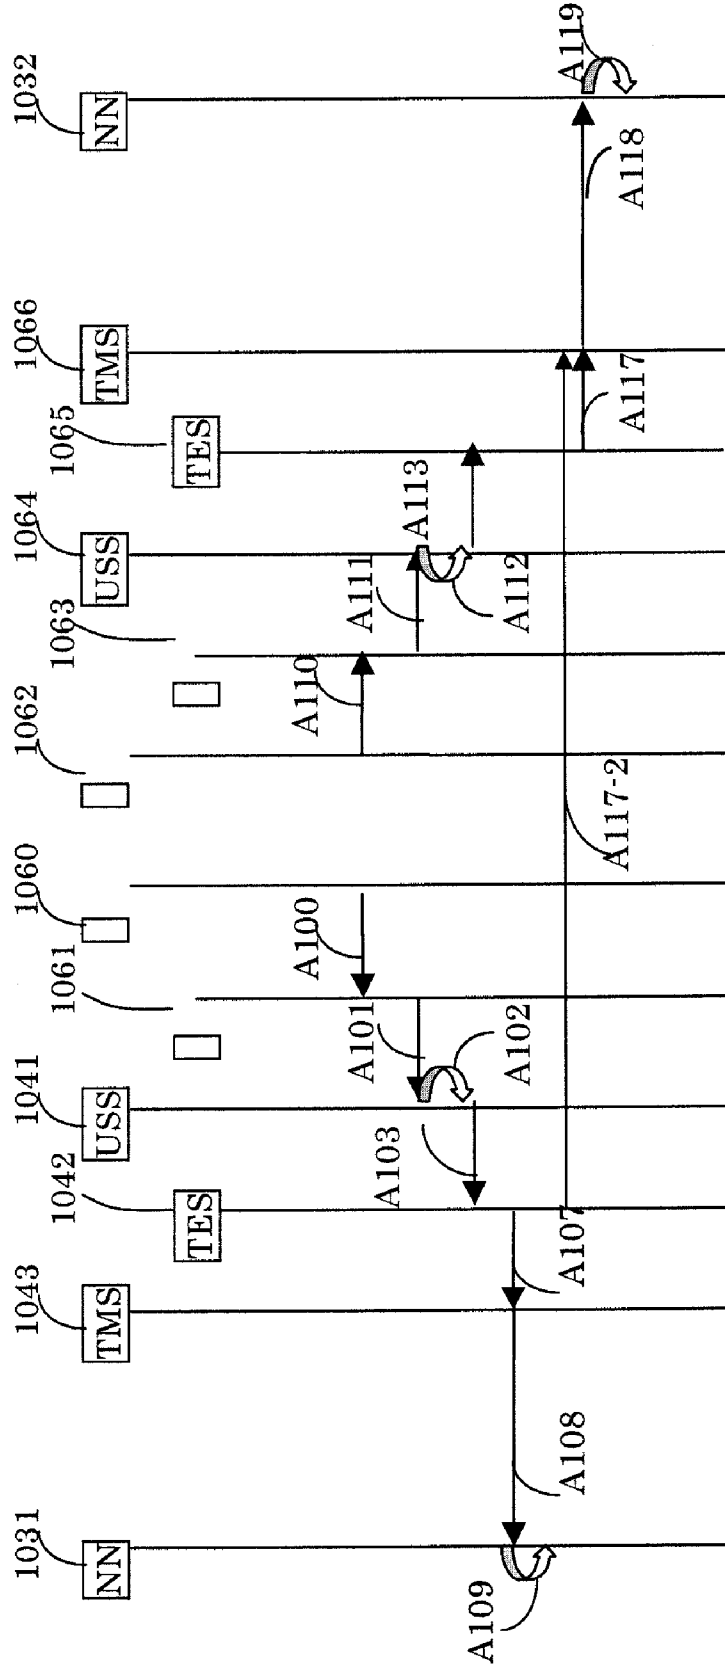 1031
1043
1042
1041
1061
1060
1062
1063
1064
1065
1066
1032
NN
TMS
TES
USS
USS
TES
TMS
NN
A100
A110
A101
A111
A102
A103
A112
A113
A107
A108
A109
A117-2
A117
A118
A119